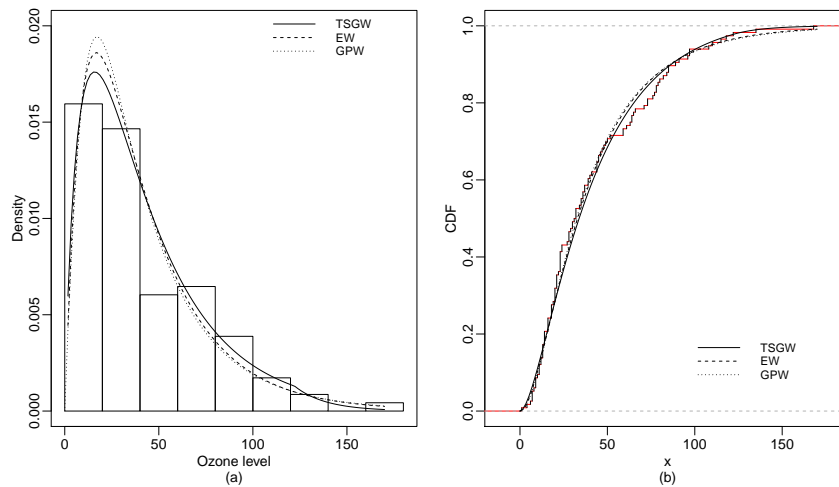 0.020
0.015
0.010
0.005
0.000
Density
TSGW
EW
GPW
0 50 100 150
Ozone level
(a)
1.0
0.8
0.6
0.4
0.2
0.0
CDF
TSGW
EW
GPW
0 50 100 150
x
(b)